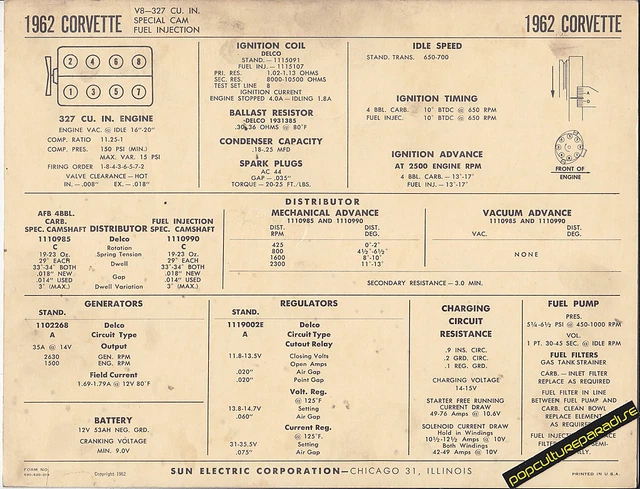 1962 CORVETTE
V8—327 CU. IN.
SPECIAL CAM
FUEL INJECTION
1962 CORVETTE
2 4 6 8
1 3 5 7
327 CU. IN. ENGINE
ENGINE VAC. @ IDLE 16"-20"
COMP. RATIO 11.25-1
COMP. PRES. 150 PSI (MIN.)
MAX. VAR. 15 PSI
FIRING ORDER 1-8-4-3-6-5-7-2
VALVE CLEARANCE—HOT
IN.—.008" EX.—.018"
IGNITION COIL
DELCO
STAND.—1115091
FUEL INJ.—1115107
PRI. RES. 1.02-1.13 OHMS
SEC. RES. 8000-10500 OHMS
TEST SET LINE 8
IGNITION CURRENT
ENGINE STOPPED 4.0A—IDLING 1.8A
BALLAST RESISTOR
DELCO 1931385
.30-.36 OHMS @ 80°F
CONDENSER CAPACITY
.18-.25 MFD
SPARK PLUGS
AC 44
GAP—.035"
TORQUE—20-25 FT./LBS.
IDLE SPEED
STAND. TRANS. 650-700
IGNITION TIMING
4 BBL. CARB. 10° BTDC @ 650 RPM
FUEL INJEC. 10° BTDC @ 650 RPM
IGNITION ADVANCE
AT 2500 ENGINE RPM
4 BBL. CARB.—13°-17°
FUEL INJ.—13°-17°
FRONT OF
ENGINE
DISTRIBUTOR
AFB 4BBL.
CARB.
SPEC. CAMSHAFT DISTRIBUTOR FUEL INJECTION SPEC. CAMSHAFT
1110985 Delco 1110990
C Rotation C
19-23 Oz. Spring Tension 19-23 Oz.
29° EACH Dwell 29° EACH
33°-34° BOTH 33°-34° BOTH
.018" NEW Gap .018" NEW
.014" USED .014" USED
3° (MAX.) Dwell Variation 3° (MAX.)
MECHANICAL ADVANCE
1110985 AND 1110990
DIST. RPM DIST. DEG.
425 0°-2°
800 4½°-6½°
1600 8°-10°
2300 11°-13°
VACUUM ADVANCE
1110985 AND 1110990
VAC. DIST. DEG.
NONE
SECONDARY RESISTANCE—3.0 MIN.
GENERATORS
STAND.
1102268 Delco
A Circuit Type
35A @ 14V Output
2630 GEN. RPM
1500 ENG. RPM
Field Current
1.69-1.79A @ 12V 80°F
BATTERY
12V 53AH NEG. GRD.
CRANKING VOLTAGE
MIN. 9.0V
REGULATORS
STAND.
1119002E Delco
A Circuit Type
Cutout Relay
11.8-13.5V Closing Volts
Open Amps
.020" Air Gap
.020" Point Gap
Volt. Reg.
@ 125°F
13.8-14.7V Setting
.060" Air Gap
Current Reg.
@ 125°F.
31-35.5V Setting
.075" Air Gap
CHARGING
CIRCUIT
RESISTANCE
.9 INS. CIRC.
.2 GRD. CIRC.
.1 REG. GRD.
CHARGING VOLTAGE
14-15V
STARTER FREE RUNNING
CURRENT DRAW
49-76 Amps @ 10.6V
SOLENOID CURRENT DRAW
Hold in Windings
10½-12½ Amps @ 10V
Both Windings
42-49 Amps @ 10V
FUEL PUMP
PRES.
5¼-6½ PSI @ 450-1000 RPM
VOL.
1 PT. 30-45 SEC. @ IDLE RPM
FUEL FILTERS
GAS TANK STRAINER
CARB.—INLET FILTER
REPLACE AS REQUIRED
FUEL FILTER IN LINE
BETWEEN FUEL PUMP AND
CARB. CLEAN BOWL
REPLACE ELEMENT
AS REQUIRED
FUEL
popcultureparadise
SUN ELECTRIC CORPORATION—CHICAGO 31, ILLINOIS
FORM NO.
Copyright 1962
PRINTED IN U.S.A.